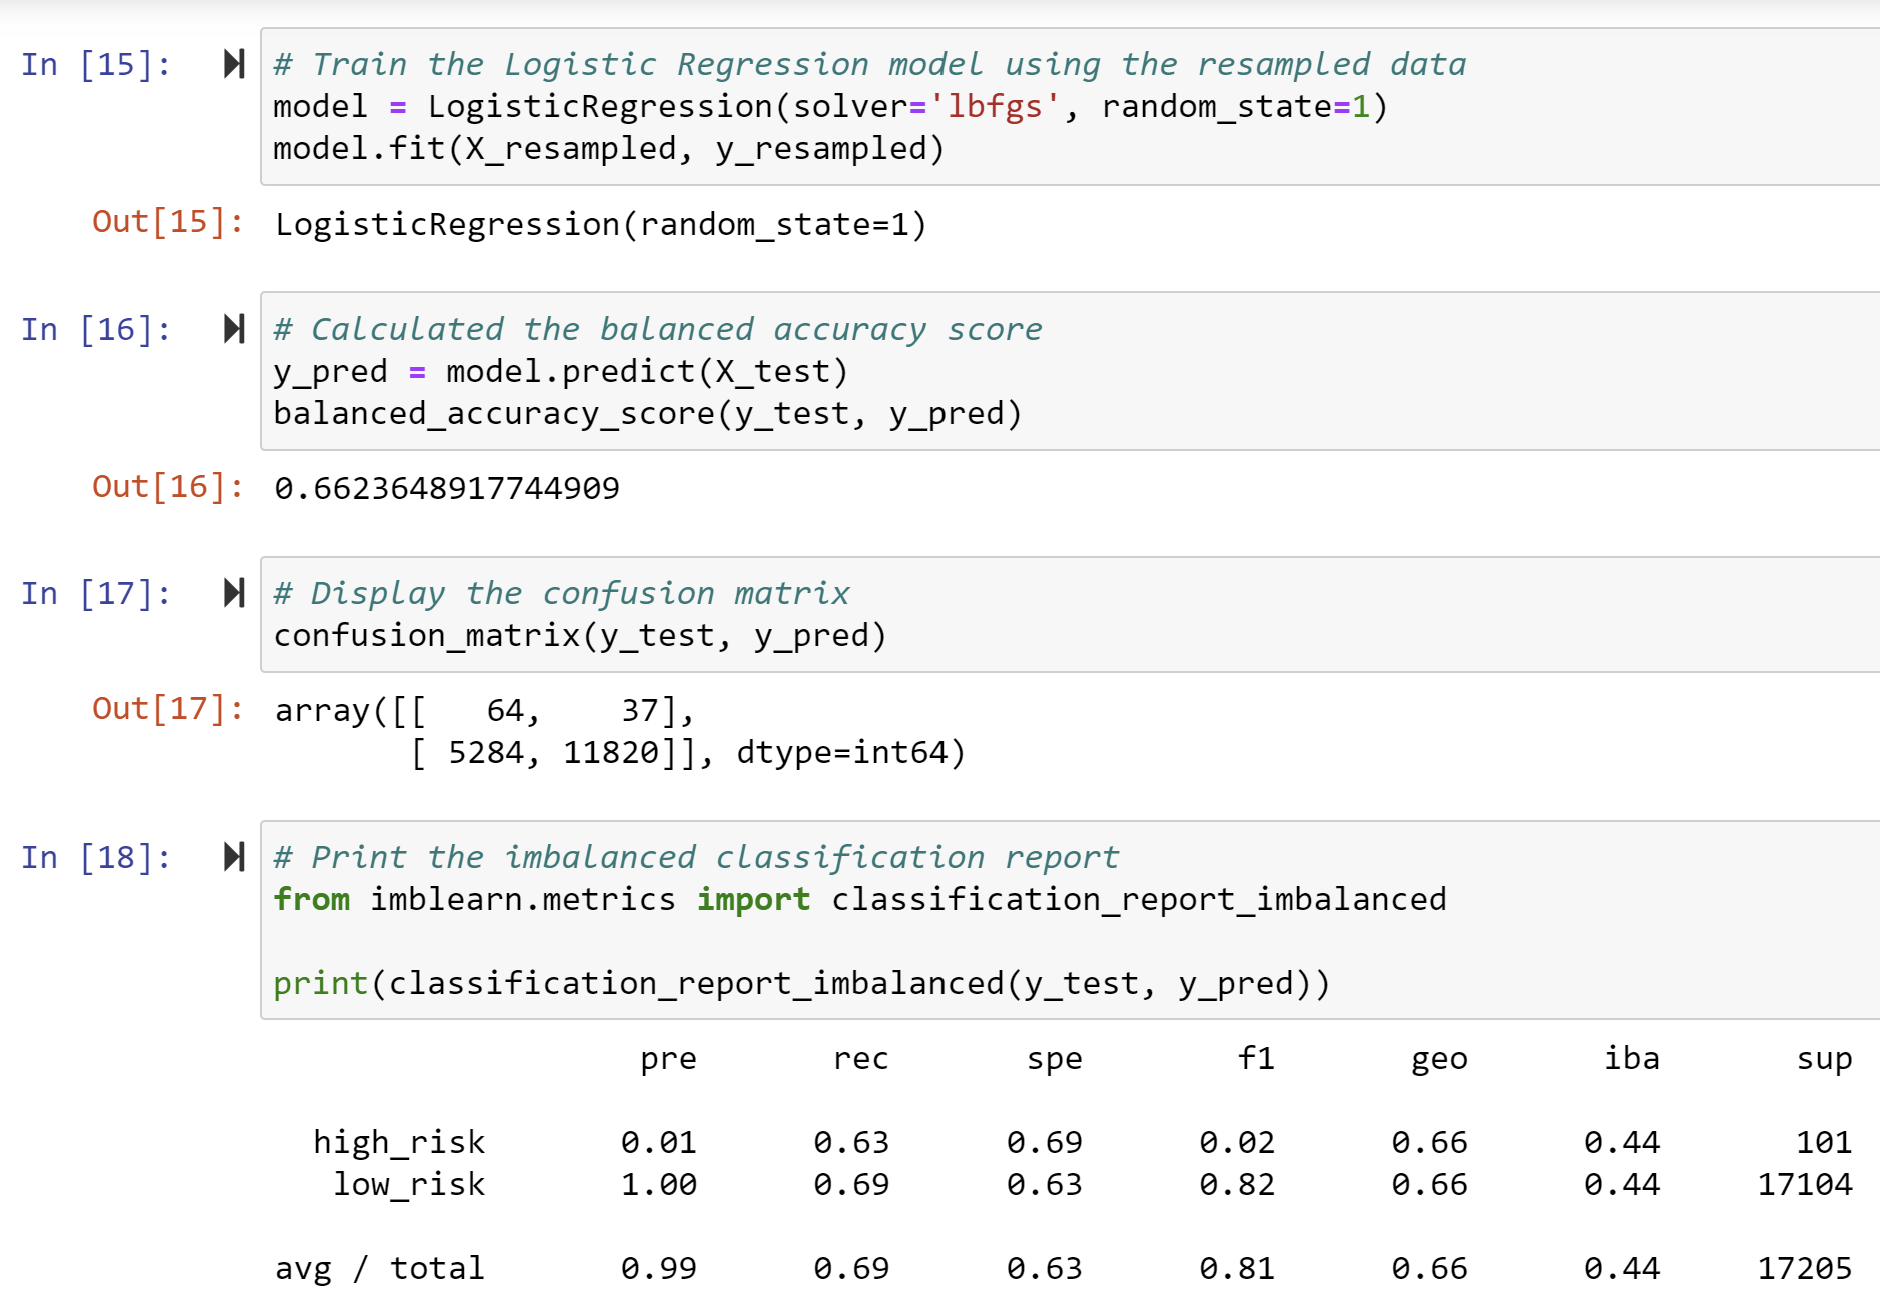 In [15]: # Train the Logistic Regression model using the resampled data
model = LogisticRegression(solver='lbfgs', random_state=1)
model.fit(X_resampled, y_resampled)
Out[15]: LogisticRegression(random_state=1)
In [16]: # Calculated the balanced accuracy score
y_pred = model.predict(X_test)
balanced_accuracy_score(y_test, y_pred)
Out[16]: 0.6623648917744909
In [17]: # Display the confusion matrix
confusion_matrix(y_test, y_pred)
Out[17]: array([[   64,    37],
       [ 5284, 11820]], dtype=int64)
In [18]: # Print the imbalanced classification report
from imblearn.metrics import classification_report_imbalanced
print(classification_report_imbalanced(y_test, y_pred))
pre rec spe f1 geo iba sup
high_risk 0.01 0.63 0.69 0.02 0.66 0.44 101
low_risk 1.00 0.69 0.63 0.82 0.66 0.44 17104
avg / total 0.99 0.69 0.63 0.81 0.66 0.44 17205